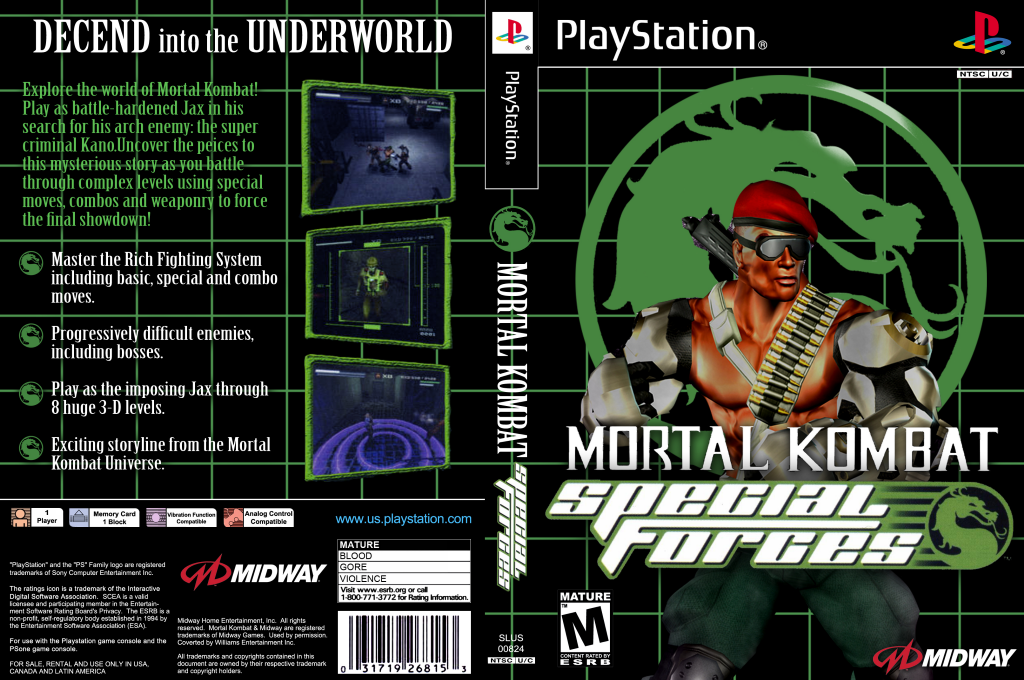 DECEND into the UNDERWORLD
Explore the world of Mortal Kombat!
Play as battle-hardened Jax in his
search for his arch enemy: the super
criminal Kano.Uncover the peices to
this mysterious story as you battle
through complex levels using special
moves, combos and weaponry to force
the final showdown!
Master the Rich Fighting System
including basic, special and combo
moves.
Progressively difficult enemies,
including bosses.
Play as the imposing Jax through
8 huge 3-D levels.
Exciting storyline from the Mortal
Kombat Universe.
1
Player
Memory Card
1 Block
Vibration Function
Compatible
Analog Control
Compatible
www.us.playstation.com
"PlayStation" and the "PS" Family logo are registered
trademarks of Sony Computer Entertainment Inc.
The ratings icon is a trademark of the Interactive
Digital Software Association. SCEA is a valid
licensee and participating member in the Entertain-
ment Software Rating Board's Privacy. The ESRB is a
non-profit, self-regulatory body established in 1994 by
the Entertainment Software Association (ESA).
For use with the Playstation game console and the
PSone game console.
FOR SALE, RENTAL AND USE ONLY IN USA,
CANADA AND LATIN AMERICA
MIDWAY
Midway Home Entertainment, Inc. All rights
reserved. Mortal Kombat & Midway are registered
trademarks of Midway Games. Used by permission.
Coverted by Williams Entertainment Inc.
All trademarks and copyrights contained in this
document are owned by their respective trademark
and copyright holders.
MATURE
BLOOD
GORE
VIOLENCE
Visit www.esrb.org or call
1-800-771-3772 for Rating Information.
0 31719 26815 3
PlayStation®
MORTAL KOMBAT
SPECIAL
FORCES
SLUS
00824
NTSC U/C
PlayStation®
NTSC U/C
MORTAL KOMBAT
SPECIAL
FORCES
MATURE
M
TM
CONTENT RATED BY
ESRB
MIDWAY